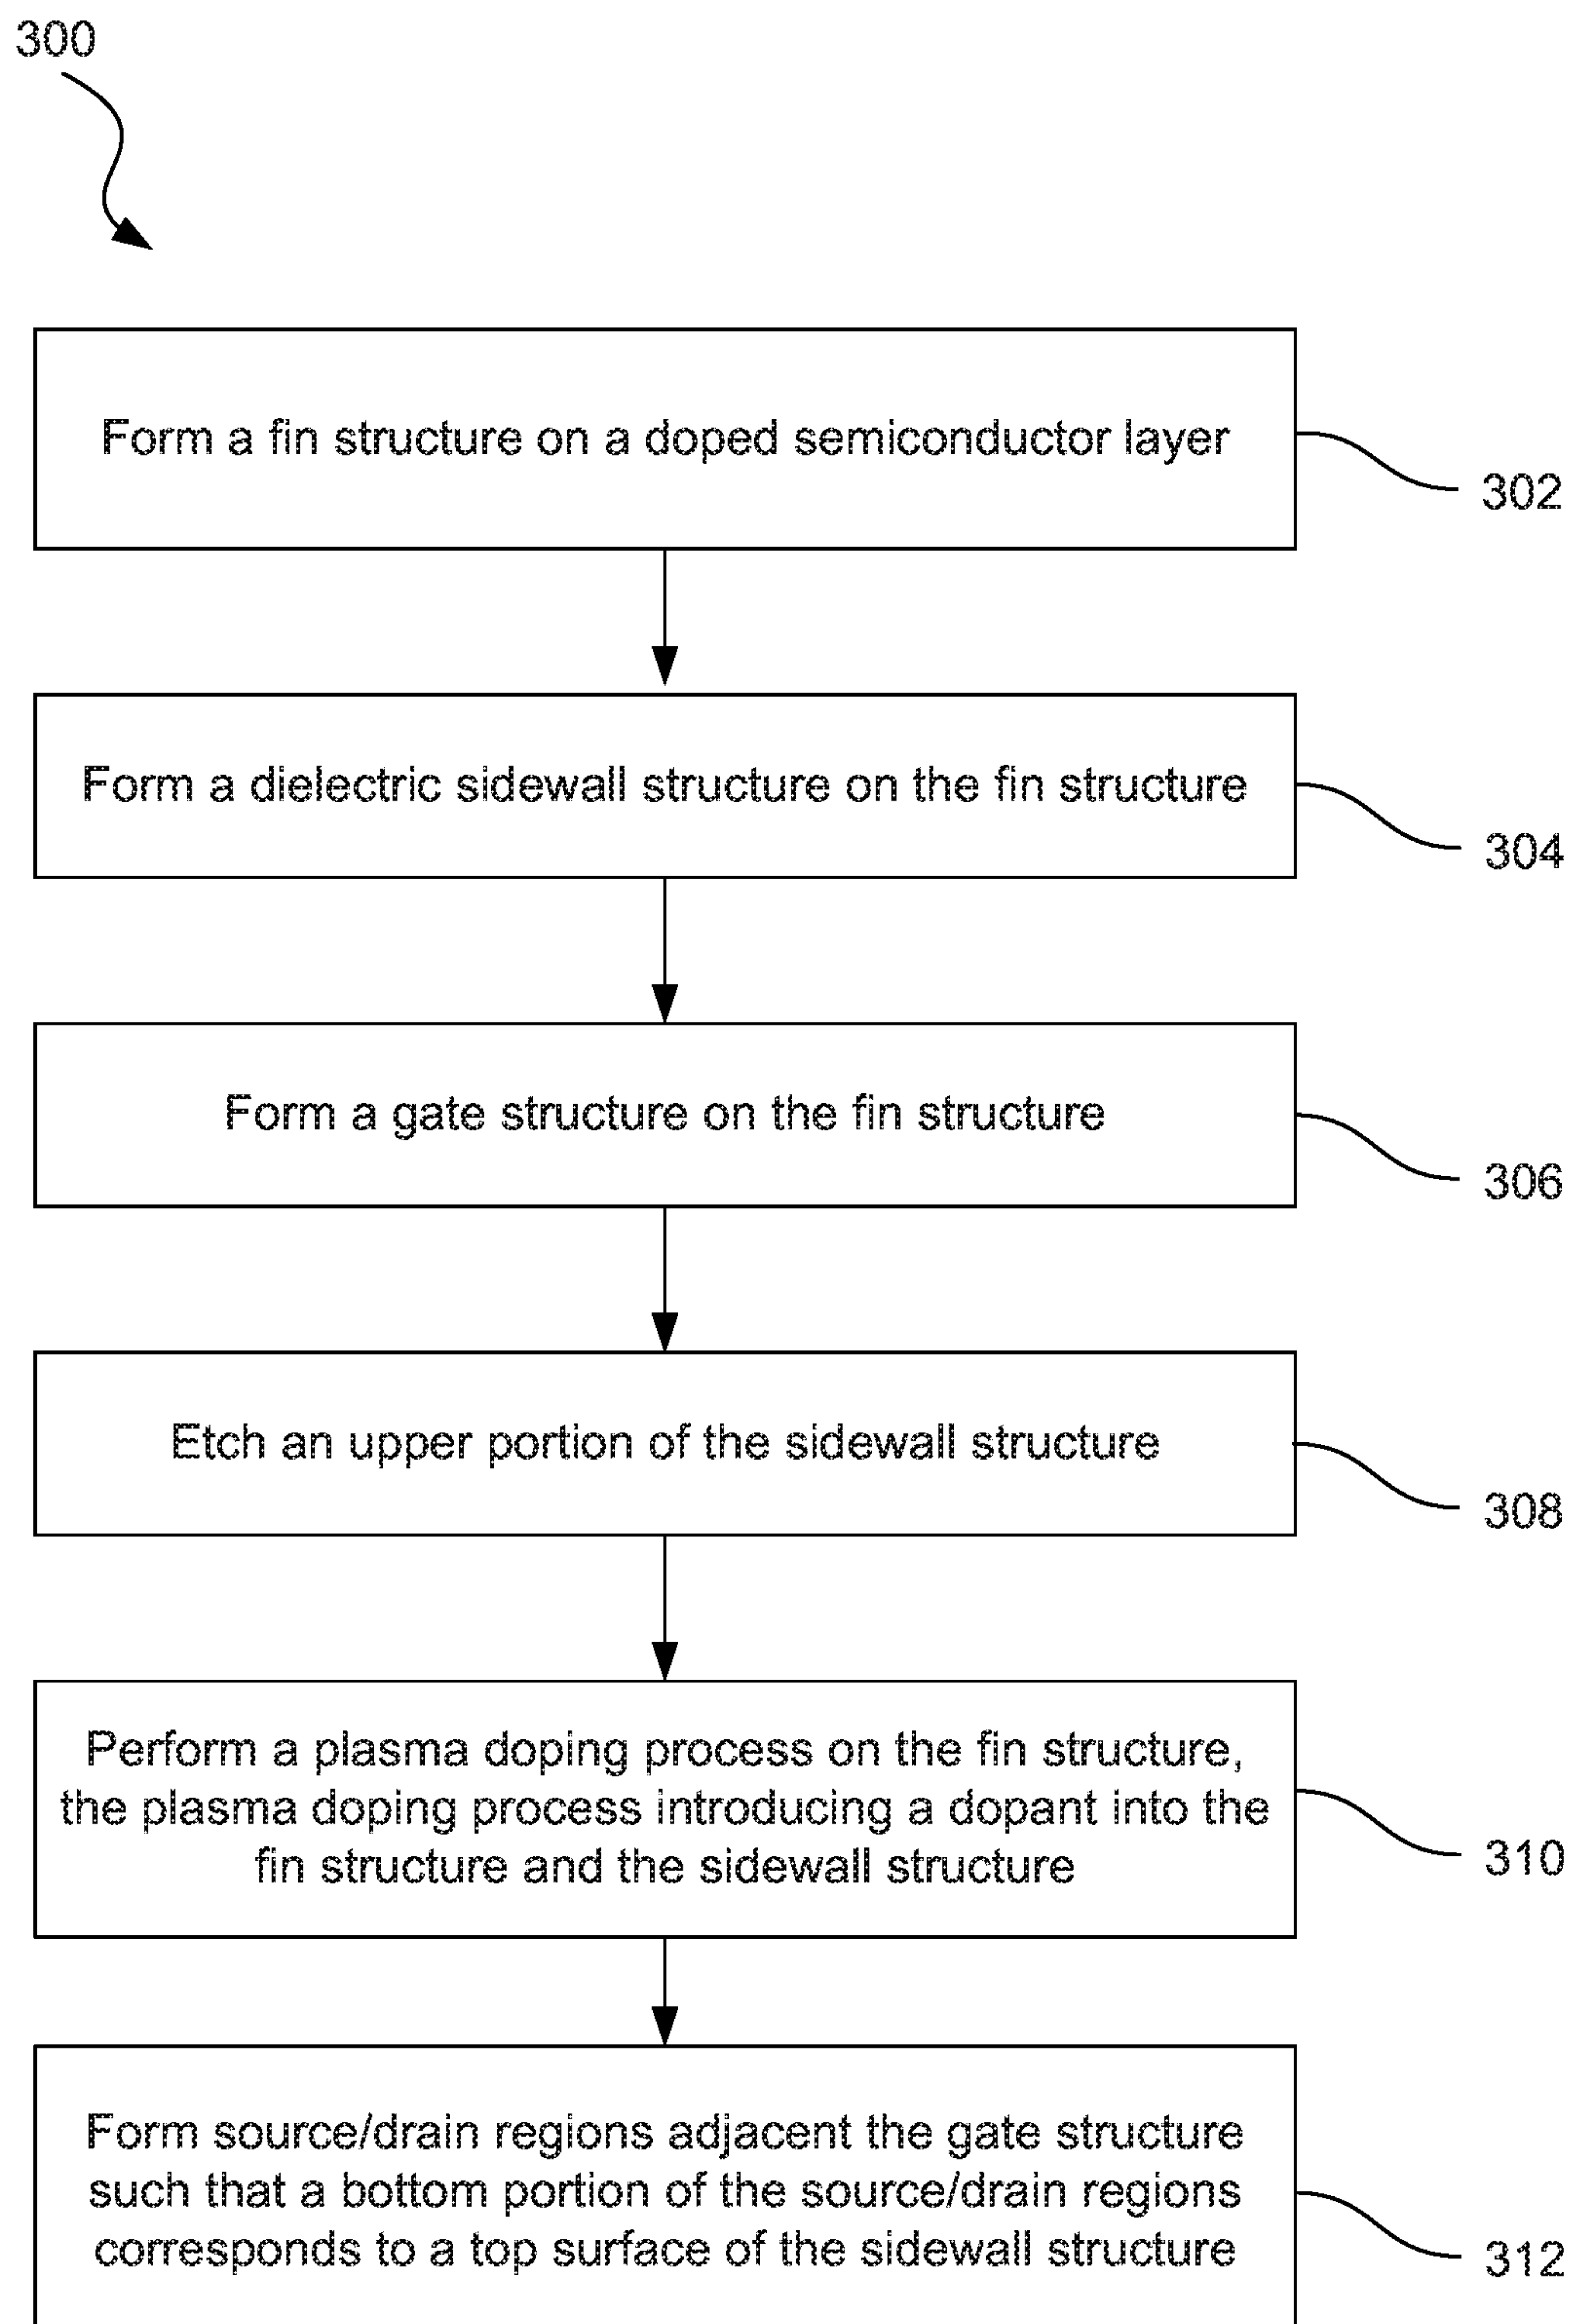 300
Form a fin structure on a doped semiconductor layer
302
Form a dielectric sidewall structure on the fin structure
304
Form a gate structure on the fin structure
306
Etch an upper portion of the sidewall structure
308
Perform a plasma doping process on the fin structure,
the plasma doping process introducing a dopant into the
fin structure and the sidewall structure
310
Form source/drain regions adjacent the gate structure
such that a bottom portion of the source/drain regions
corresponds to a top surface of the sidewall structure
312